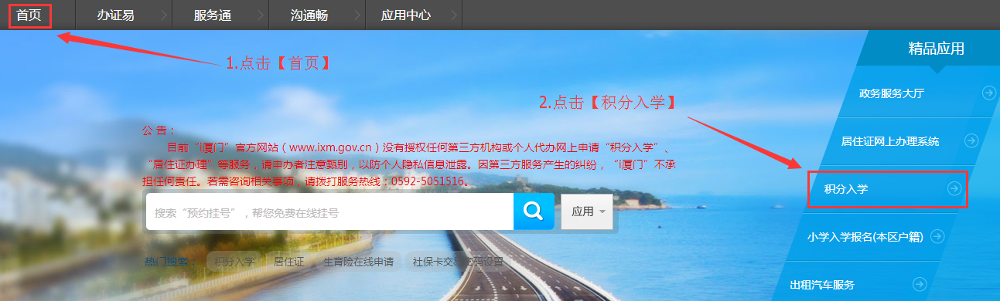 首页 办证易 服务通 沟通畅 应用中心
精品应用
1.点击【首页】
2.点击【积分入学】
政务服务大厅
居住证网上办理系统
积分入学
小学入学报名(本区户籍)
出租汽车服务
公告：
目前“i厦门”官方网站（www.ixm.gov.cn）没有授权任何第三方机构或个人代办网上申请“积分入学”、
“居住证办理”等服务，请申办者注意甄别，以防个人隐私信息泄露。因第三方服务产生的纠纷，“i厦门”不承
担任何责任。若需咨询相关事项，请拨打服务热线：0592-5051516。
搜索“预约挂号”，帮您免费在线挂号 应用
热门搜索： 积分入学 居住证 生育险在线申请 社保卡交易密码设置